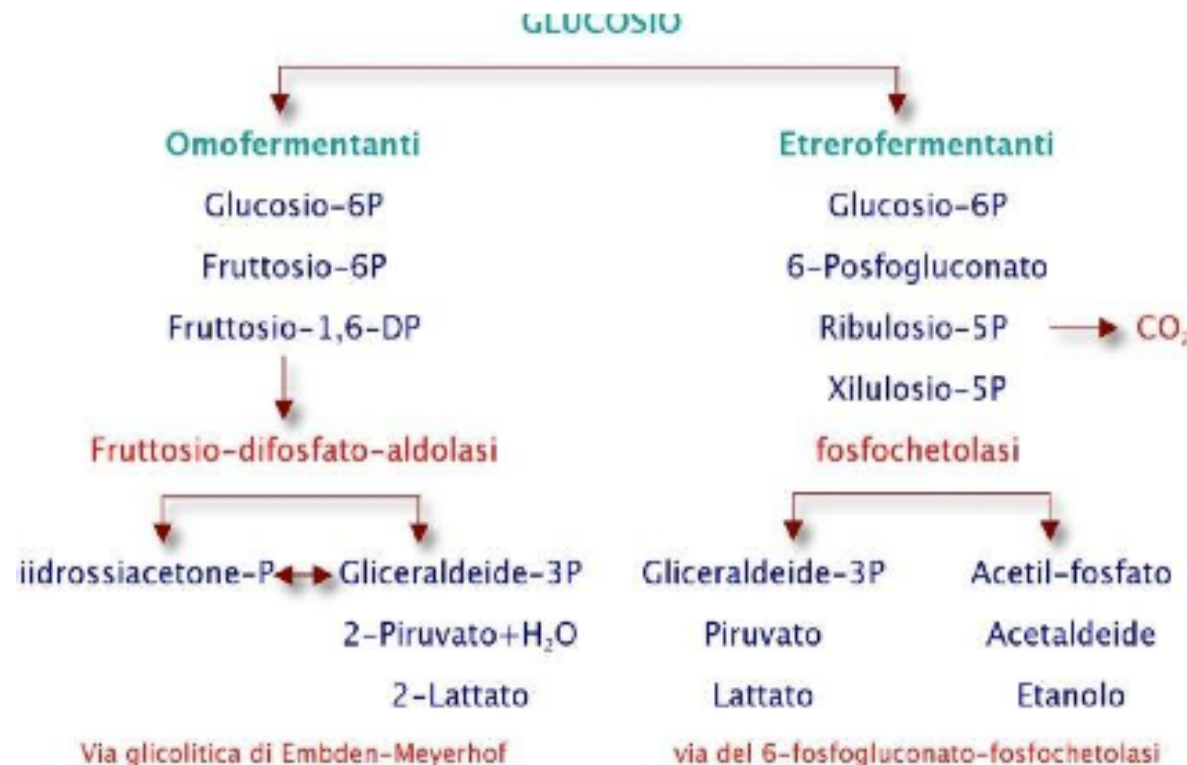 GLUCOSIO
Omofermentanti
Etrerofermentanti
Glucosio-6P
Glucosio-6P
Fruttosio-6P
6-Posfogluconato
Fruttosio-1,6-DP
Ribulosio-5P
CO₂
Xilulosio-5P
Fruttosio-difosfato-aldolasi
fosfochetolasi
iidrossiacetone-P
Gliceraldeide-3P
Gliceraldeide-3P
Acetil-fosfato
2-Piruvato+H₂O
Piruvato
Acetaldeide
2-Lattato
Lattato
Etanolo
Via glicolitica di Embden-Meyerhof
via del 6-fosfogluconato-fosfochetolasi